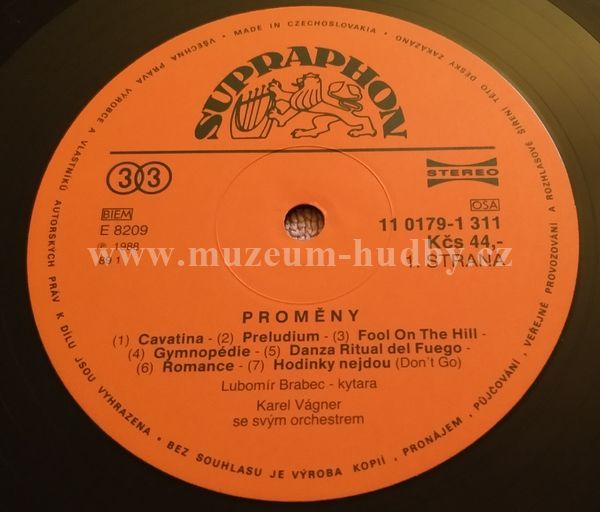 VŠECHNA PRÁVA VÝROBCE A VLASTNÍKŮ AUTORSKÝCH PRÁV K DÍLU JSOU VYHRAZENA • BEZ SOUHLASU JE VÝROBA KOPIÍ, PRONÁJEM, PŮJČOVÁNÍ, VEŘEJNÉ PROVOZOVÁNÍ A ROZHLASOVÉ ŠÍŘENÍ TÉTO DESKY ZAKÁZÁNO • MADE IN CZECHOSLOVAKIA •
SUPRAPHON
33
STEREO
BIEM
OSA
E 8209
11 0179-1 311
℗ 1988
Kčs 44,-
89 1
1. STRANA
www.muzeum-hudby.cz
PROMĚNY
(1) Cavatina - (2) Preludium - (3) Fool On The Hill -
(4) Gymnopédie - (5) Danza Ritual del Fuego -
(6) Romance - (7) Hodinky nejdou (Don't Go)
Lubomír Brabec - kytara
Karel Vágner
se svým orchestrem